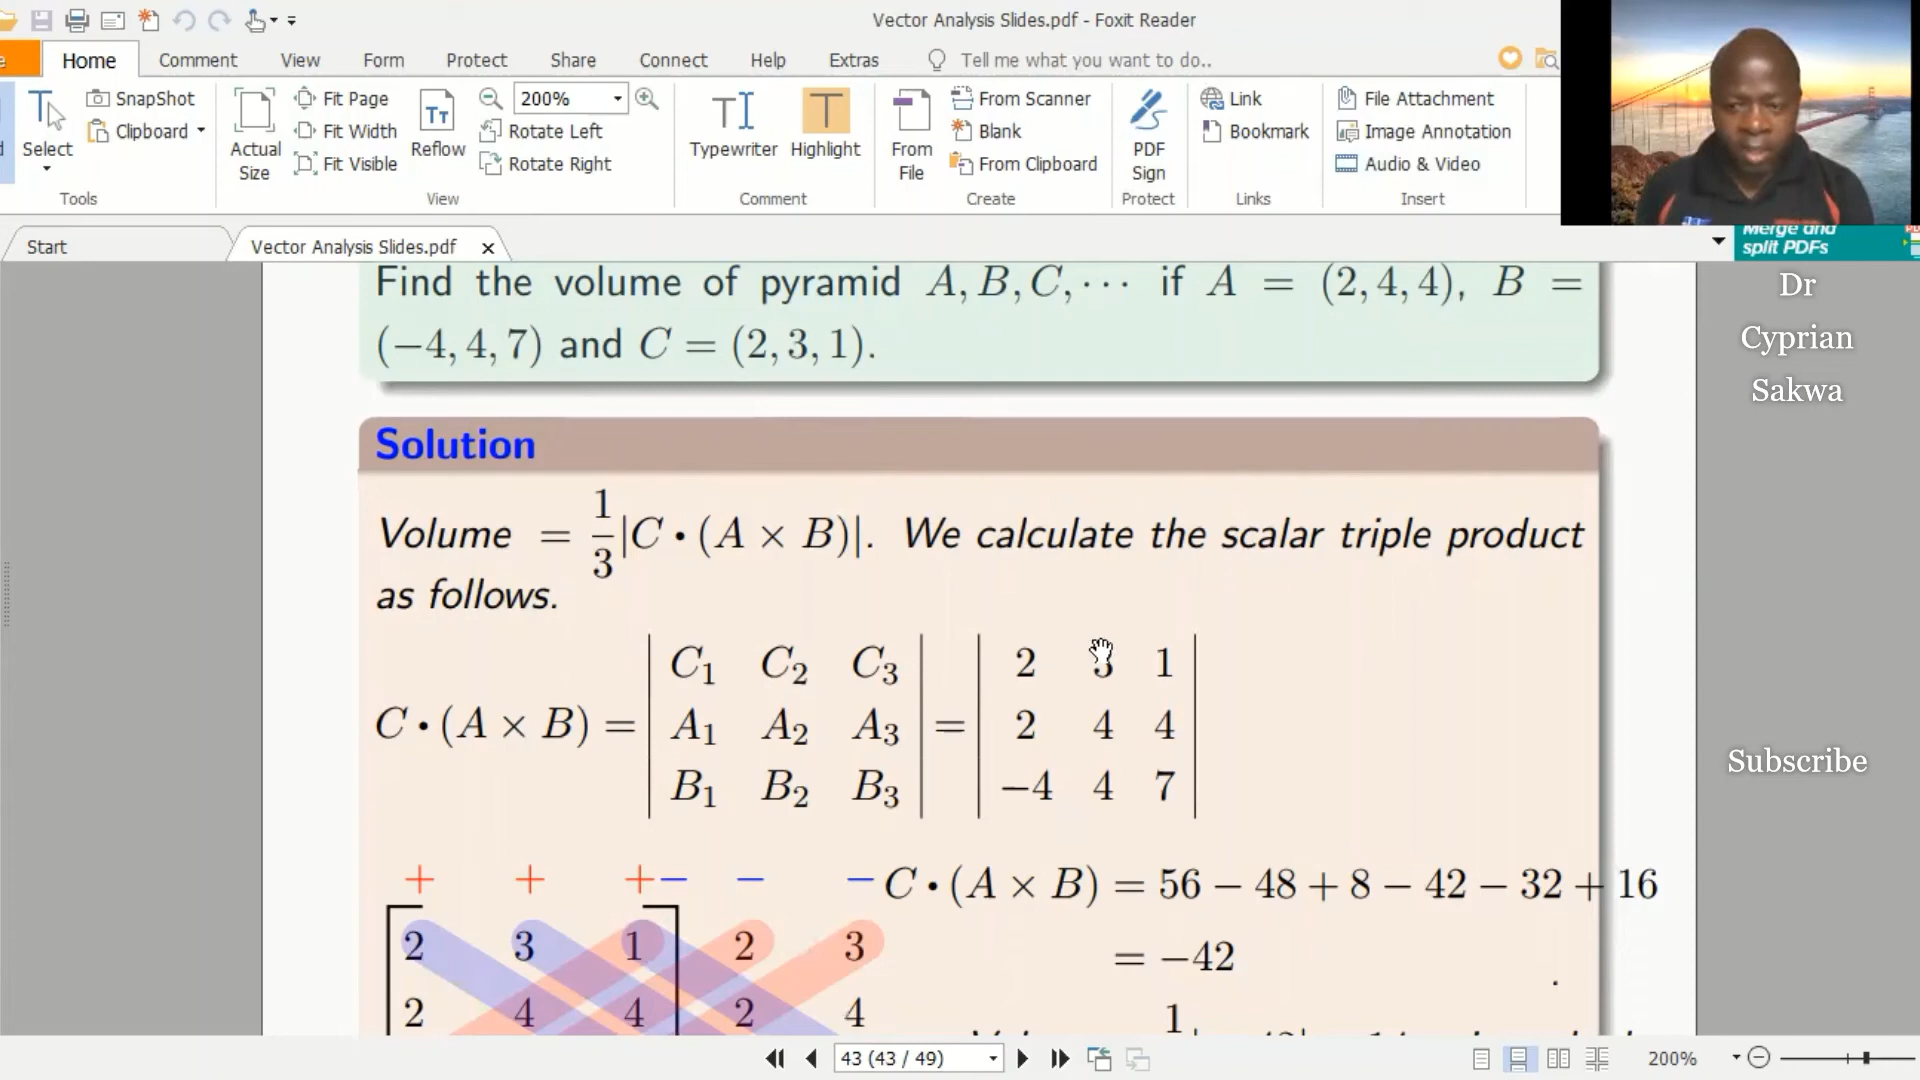 Vector Analysis Slides.pdf - Foxit Reader
Home Comment View Form Protect Share Connect Help Extras Tell me what you want to do..
SnapShot
Clipboard
Select
Tools
Actual Size
Fit Page
Fit Width
Fit Visible
Reflow
200%
Rotate Left
Rotate Right
View
Typewriter
Highlight
Comment
From File
From Scanner
Blank
From Clipboard
Create
PDF Sign
Protect
Link
Bookmark
Links
File Attachment
Image Annotation
Audio & Video
Insert
Start
Vector Analysis Slides.pdf
Merge and
split PDFs
Dr
Cyprian
Sakwa
Subscribe
Find the volume of pyramid A, B, C, ⋯ if A = (2, 4, 4), B =
(−4, 4, 7) and C = (2, 3, 1).
Solution
Volume = 1/3 |C • (A × B)|. We calculate the scalar triple product
as follows.
C • (A × B) = | C₁ C₂ C₃ | = | 2 3 1 |
| A₁ A₂ A₃ | | 2 4 4 |
| B₁ B₂ B₃ | | −4 4 7 |
+ + + − − −
C • (A × B) = 56 − 48 + 8 − 42 − 32 + 16
2 3 1 2 3
= −42
2 4 4 2 4
1
43 (43 / 49)
200%